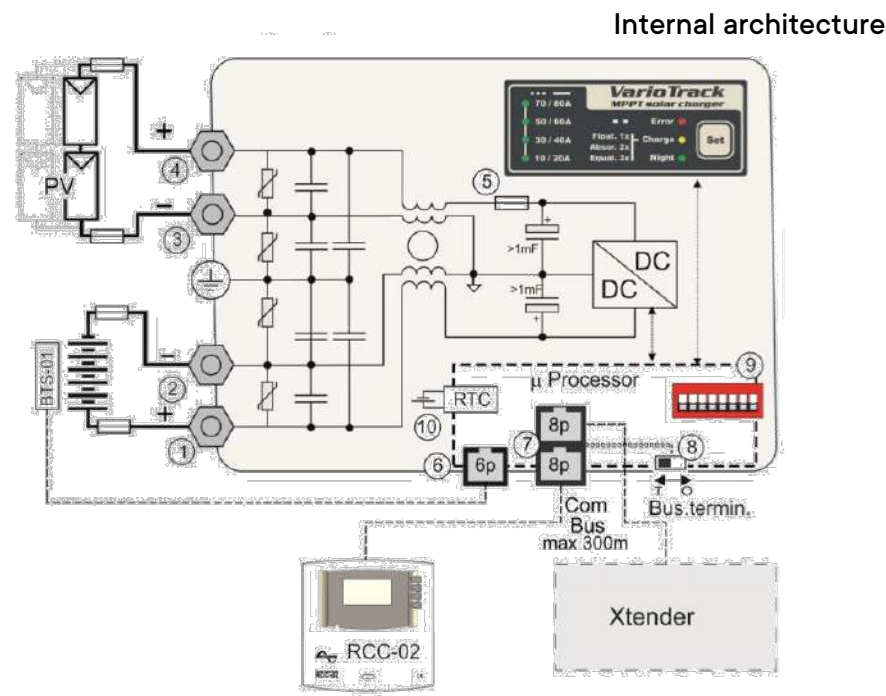 Internal architecture
VarioTrack
MPPT solar charger
70 / 80A
50 / 60A
Error
30 / 40A
Float. 1x
Absor. 2x
Equal. 3x
Charge
10 / 20A
Night
Set
+
4
PV
5
-
3
+
>1mF
DC
DC
>1mF
+
BTS-01
-
2
µ Processor
9
RTC
+
10
8p
7
1
8p
8
6
6p
I
O
Bus.termin.
Com
Bus
max 300m
Xtender
RCC-02
RCC-02